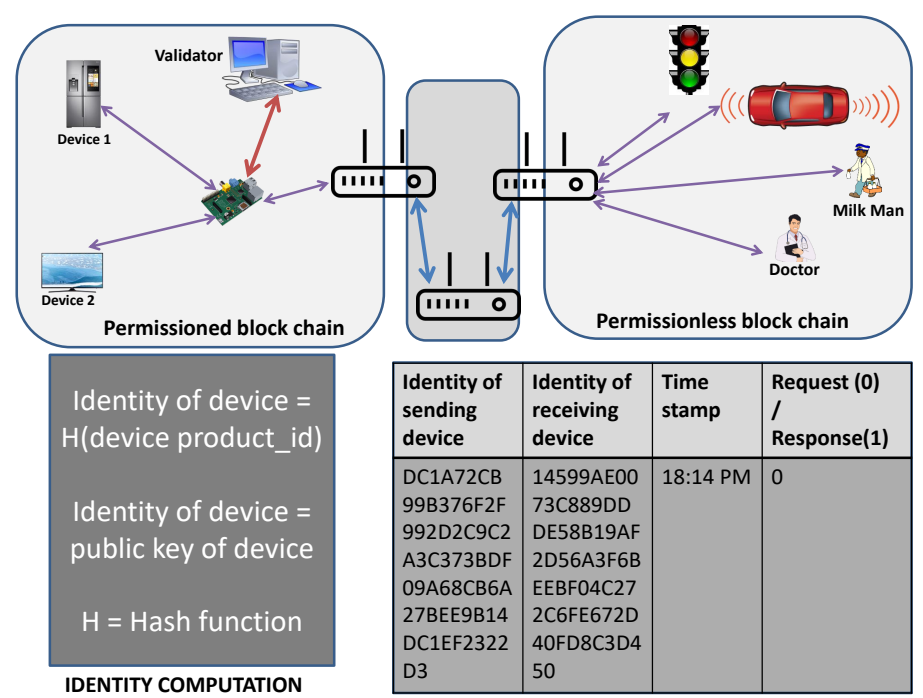 Validator
Device 1
Device 2
Permissioned block chain
Milk Man
Doctor
Permissionless block chain
Identity of device =
H(device product_id)
Identity of device =
public key of device
H = Hash function
IDENTITY COMPUTATION
Identity of
sending
device
Identity of
receiving
device
Time
stamp
Request (0)
/
Response(1)
DC1A72CB
99B376F2F
992D2C9C2
A3C373BDF
09A68CB6A
27BEE9B14
DC1EF2322
D3
14599AE00
73C889DD
DE58B19AF
2D56A3F6B
EEBF04C27
2C6FE672D
40FD8C3D4
50
18:14 PM
0